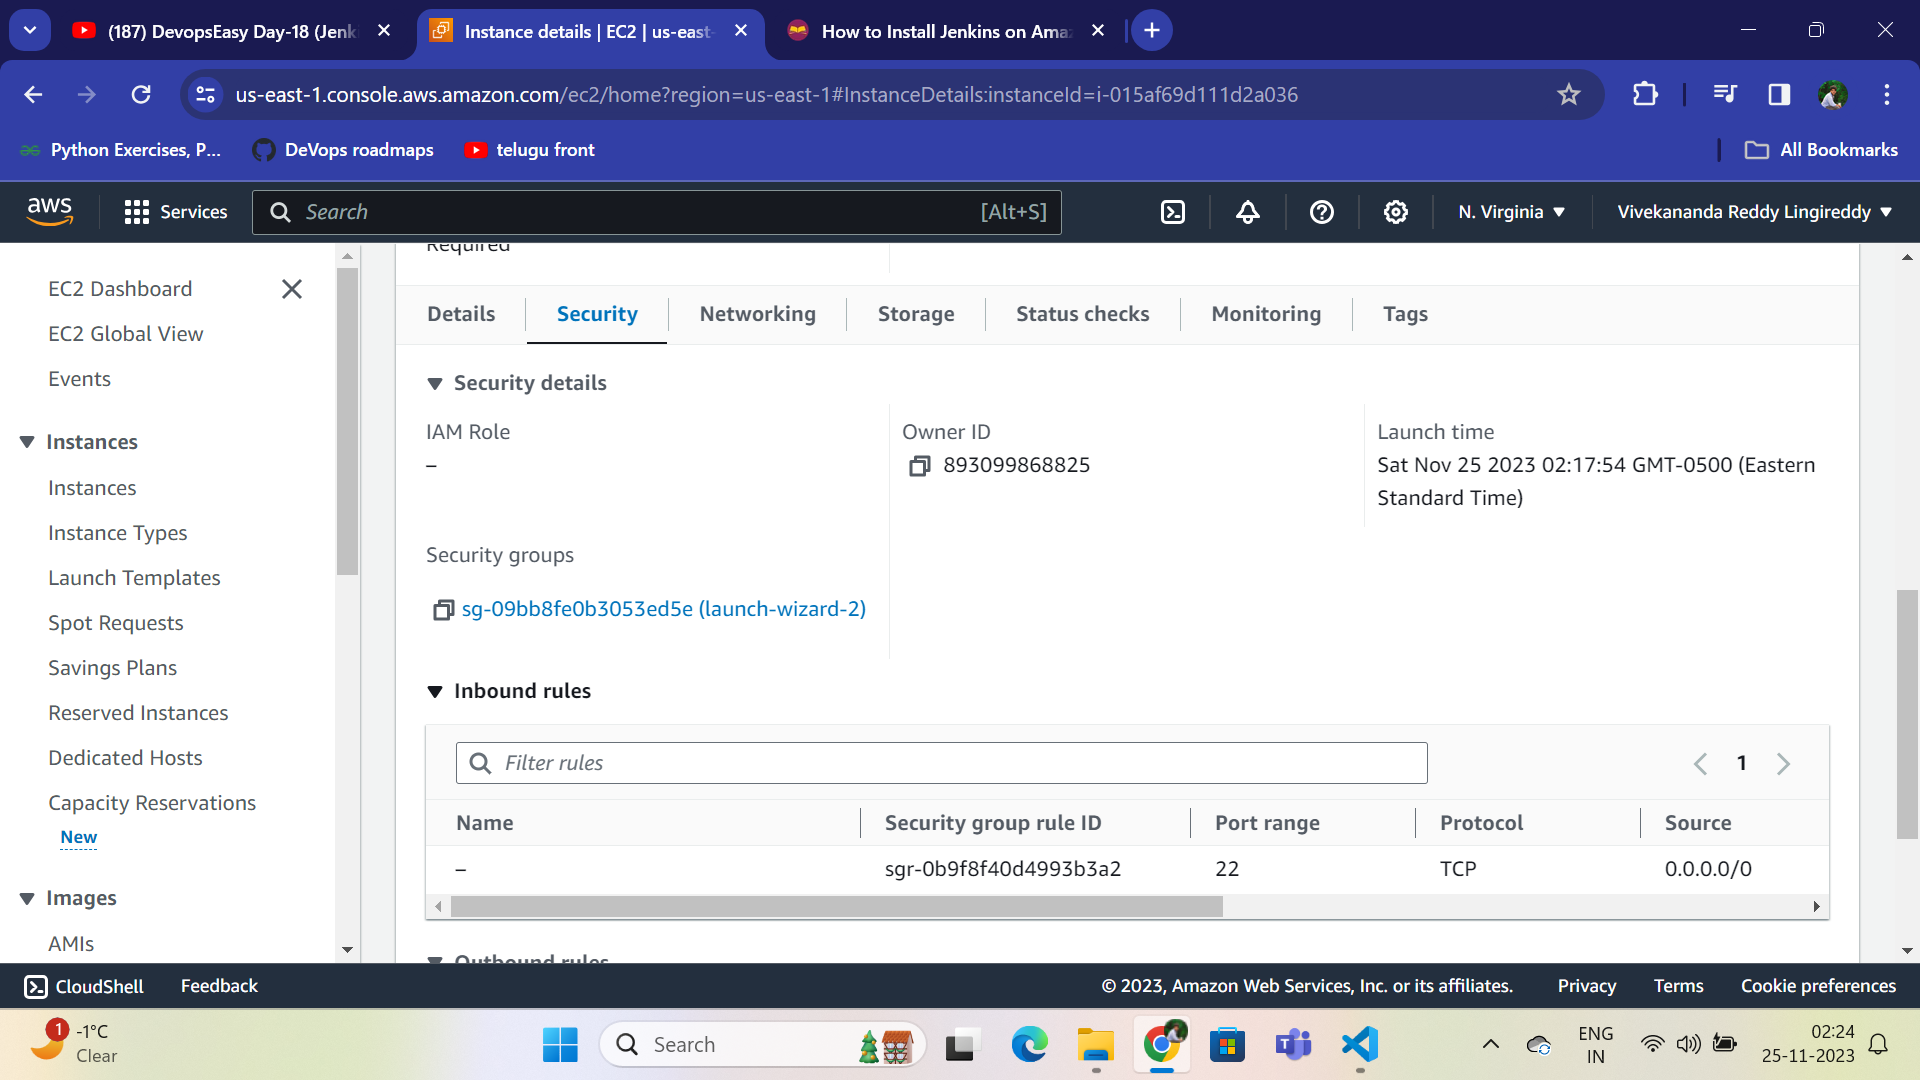 (187) DevopsEasy Day-18 (Jenk
Instance details | EC2 | us-east-
How to Install Jenkins on Ama
us-east-1.console.aws.amazon.com/ec2/home?region=us-east-1#InstanceDetails:instanceId=i-015af69d111d2a036
Python Exercises, P...
DeVops roadmaps
telugu front
All Bookmarks
aws
Services
Search
[Alt+S]
N. Virginia
Vivekananda Reddy Lingireddy
EC2 Dashboard
EC2 Global View
Events
Instances
Instances
Instance Types
Launch Templates
Spot Requests
Savings Plans
Reserved Instances
Dedicated Hosts
Capacity Reservations
New
Images
AMIs
Required
Details
Security
Networking
Storage
Status checks
Monitoring
Tags
Security details
IAM Role
–
Owner ID
893099868825
Launch time
Sat Nov 25 2023 02:17:54 GMT-0500 (Eastern
Standard Time)
Security groups
sg-09bb8fe0b3053ed5e (launch-wizard-2)
Inbound rules
Filter rules
1
Name
Security group rule ID
Port range
Protocol
Source
–
sgr-0b9f8f40d4993b3a2
22
TCP
0.0.0.0/0
Outbound rules
CloudShell
Feedback
© 2023, Amazon Web Services, Inc. or its affiliates.
Privacy
Terms
Cookie preferences
1
-1°C
Clear
Search
ENG
IN
02:24
25-11-2023